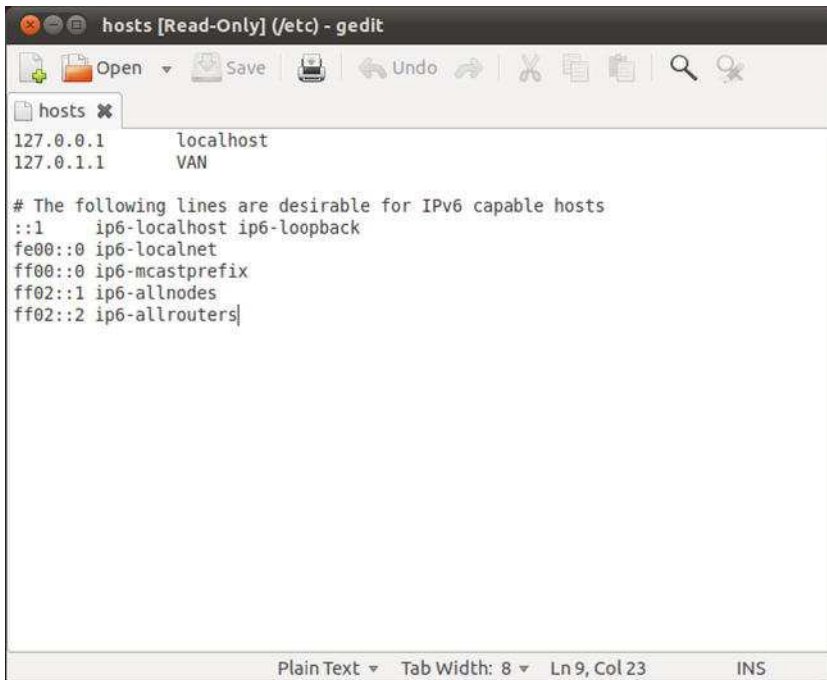 hosts [Read-Only] (/etc) - gedit
Open Save Undo
hosts
127.0.0.1 localhost
127.0.1.1 VAN
# The following lines are desirable for IPv6 capable hosts
::1 ip6-localhost ip6-loopback
fe00::0 ip6-localnet
ff00::0 ip6-mcastprefix
ff02::1 ip6-allnodes
ff02::2 ip6-allrouters
Plain Text Tab Width: 8 Ln 9, Col 23 INS